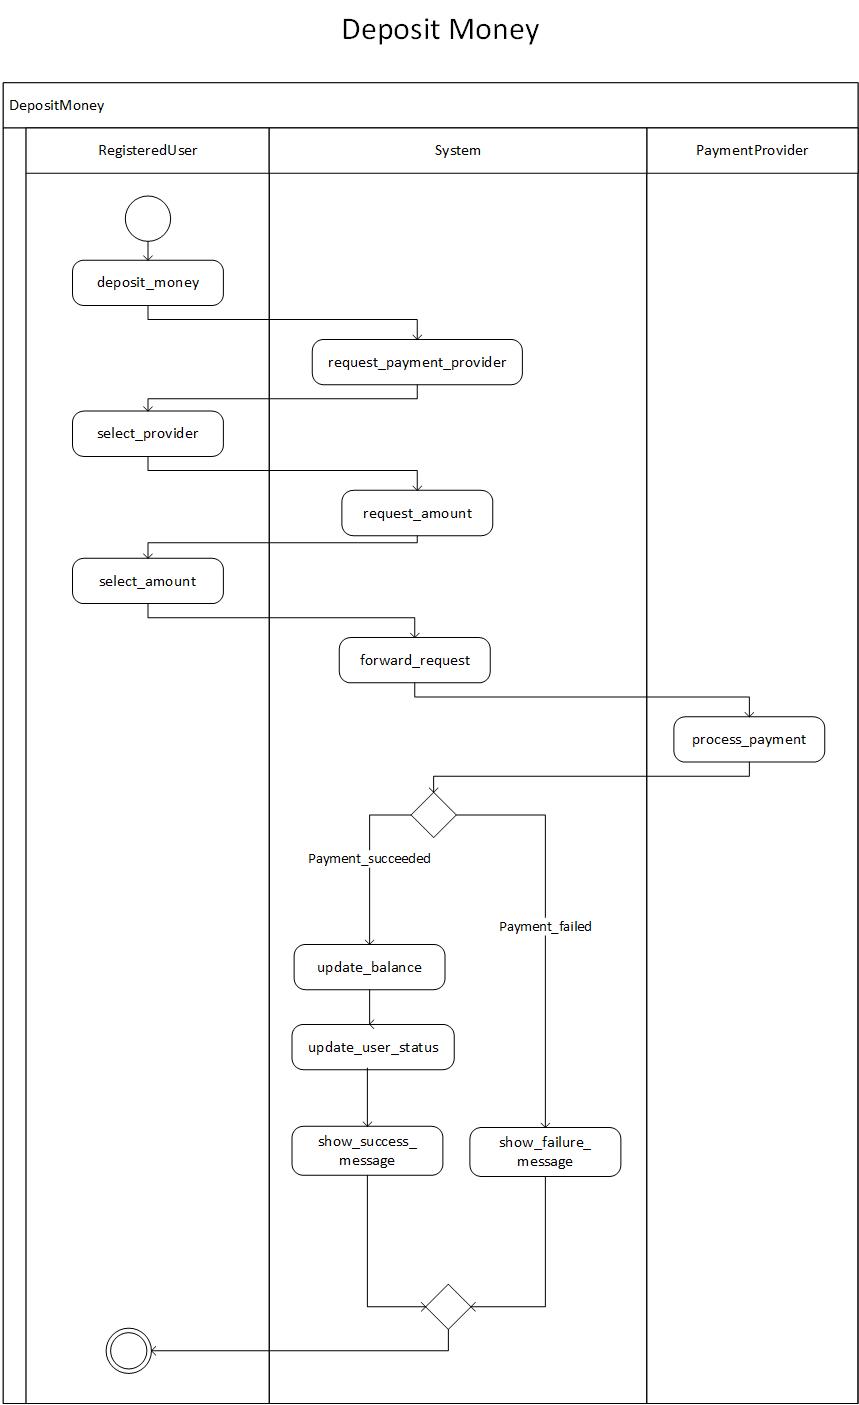 Deposit Money
DepositMoney
RegisteredUser
System
PaymentProvider
deposit_money
request_payment_provider
select_provider
request_amount
select_amount
forward_request
process_payment
Payment_succeeded
Payment_failed
update_balance
update_user_status
show_success_
message
show_failure_
message